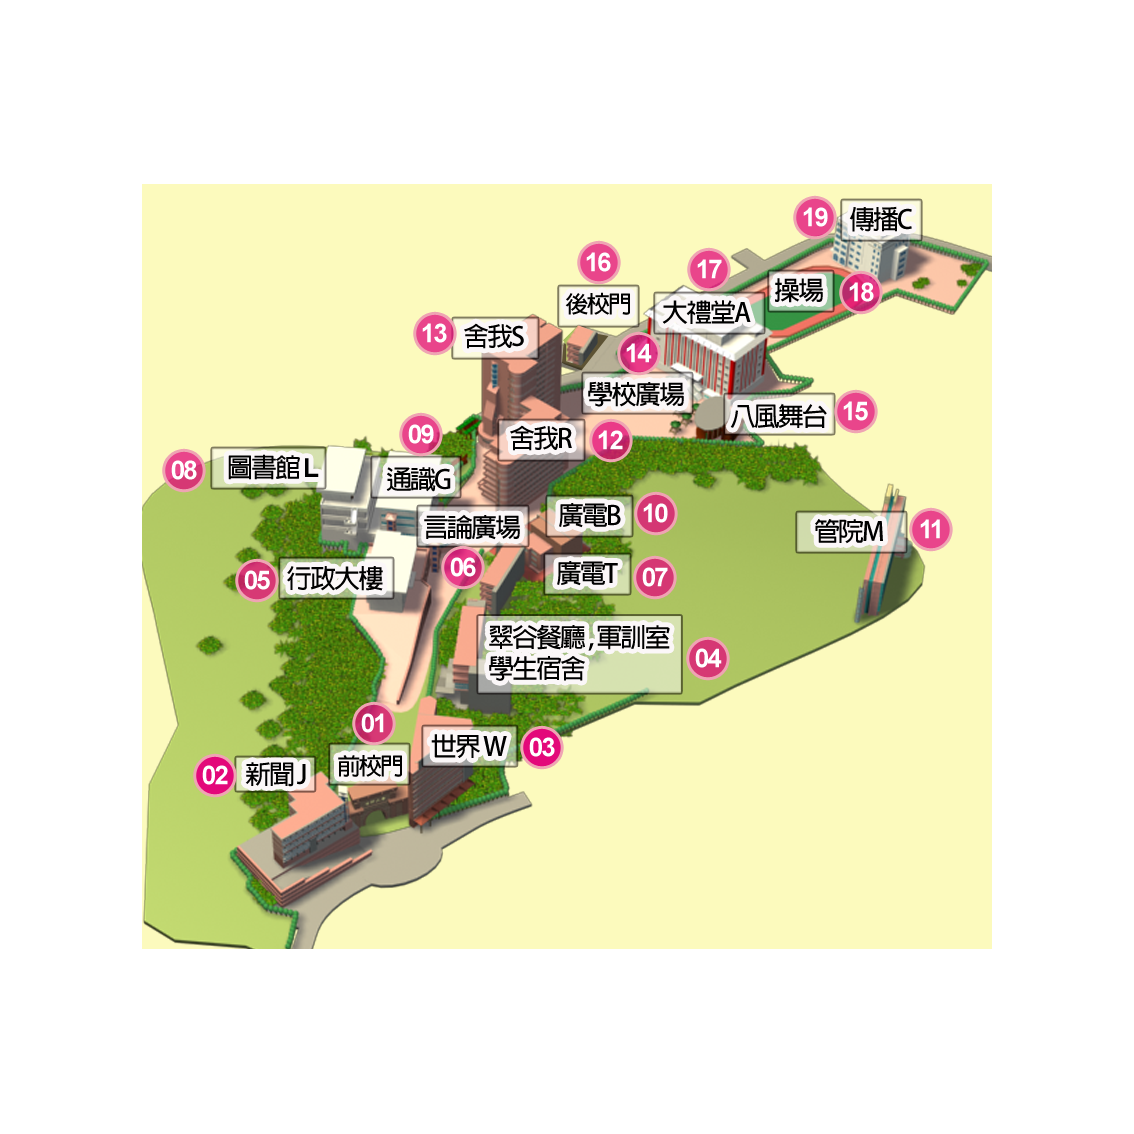 19 傳播C
16
17
後校門
操場 18
大禮堂A
13 舍我S
14
學校廣場
八風舞台 15
09
舍我R 12
08 圖書館 L
通識G
廣電B 10
言論廣場
管院M 11
06
05 行政大樓
廣電T 07
翠谷餐廳,軍訓室
學生宿舍
04
01
世界 W 03
前校門
02 新聞 J